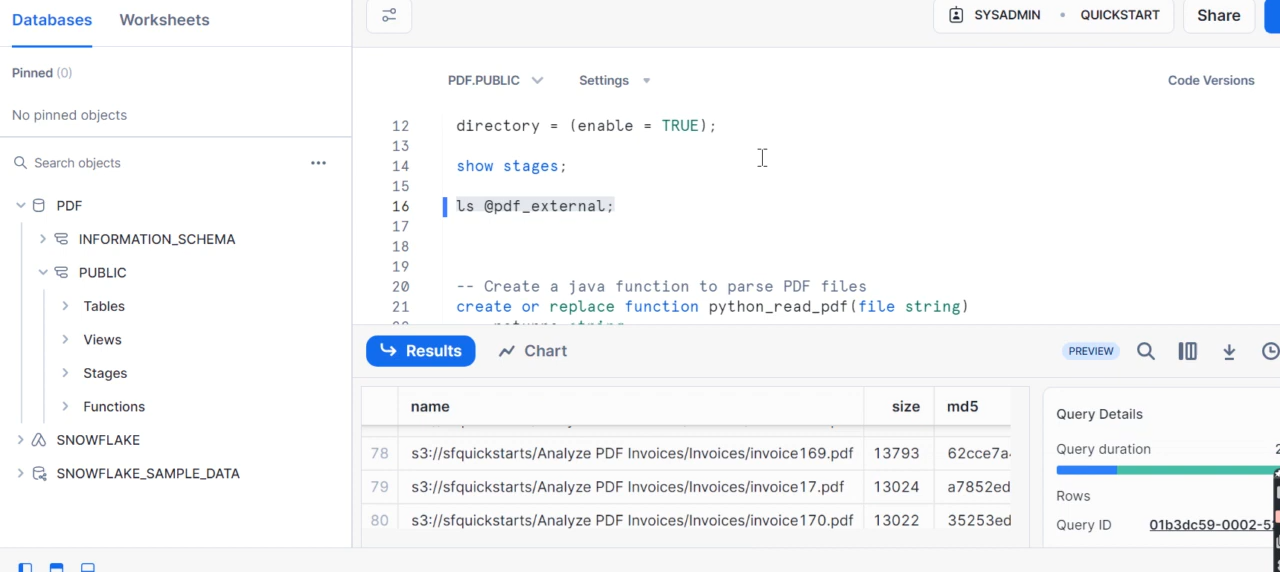 Databases Worksheets
Pinned (0)
No pinned objects
Search objects
PDF
INFORMATION_SCHEMA
PUBLIC
Tables
Views
Stages
Functions
SNOWFLAKE
SNOWFLAKE_SAMPLE_DATA
SYSADMIN • QUICKSTART
Share
PDF.PUBLIC Settings Code Versions
12 directory = (enable = TRUE);
13
14 show stages;
15
16 ls @pdf_external;
17
18
19
20 -- Create a java function to parse PDF files
21 create or replace function python_read_pdf(file string)
Results Chart
PREVIEW
name size md5
78 s3://sfquickstarts/Analyze PDF Invoices/Invoices/invoice169.pdf 13793 62cce7a
79 s3://sfquickstarts/Analyze PDF Invoices/Invoices/invoice17.pdf 13024 a7852ed
80 s3://sfquickstarts/Analyze PDF Invoices/Invoices/invoice170.pdf 13022 35253ed
Query Details
Query duration
Rows
Query ID 01b3dc59-0002-5